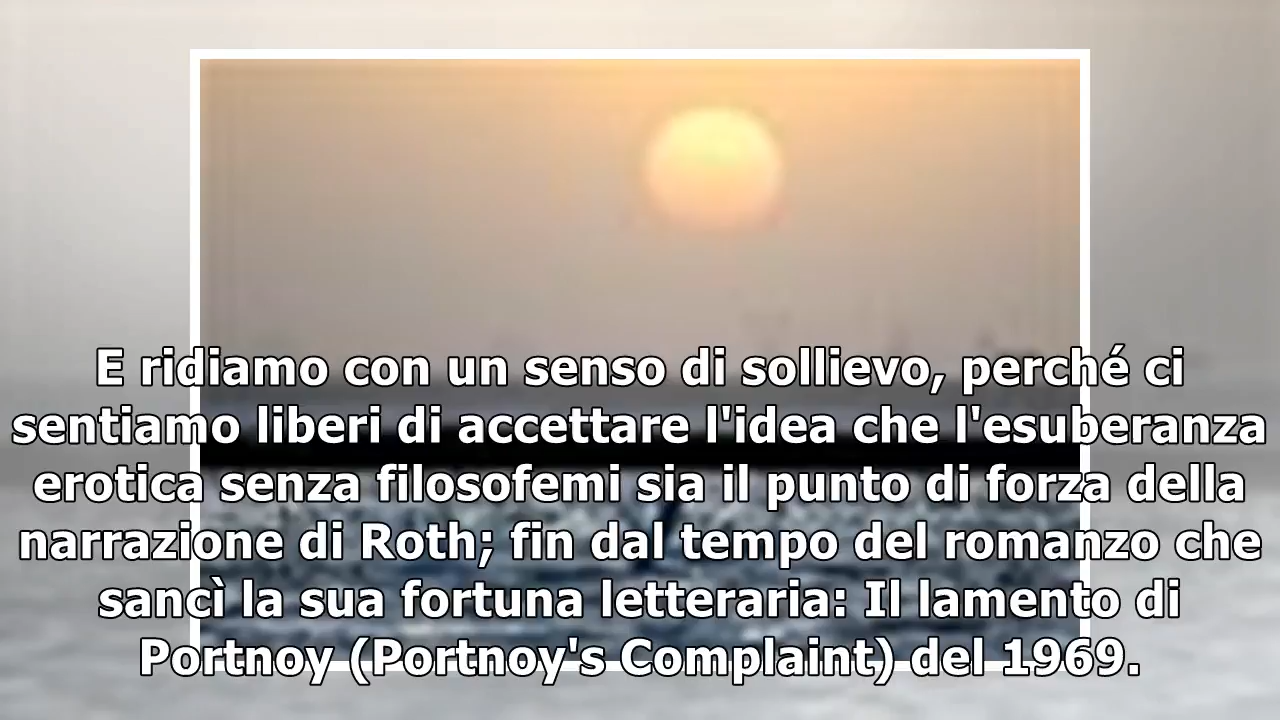 E ridiamo con un senso di sollievo, perché ci
sentiamo liberi di accettare l'idea che l'esuberanza
erotica senza filosofemi sia il punto di forza della
narrazione di Roth; fin dal tempo del romanzo che
sancì la sua fortuna letteraria: Il lamento di
Portnoy (Portnoy's Complaint) del 1969.